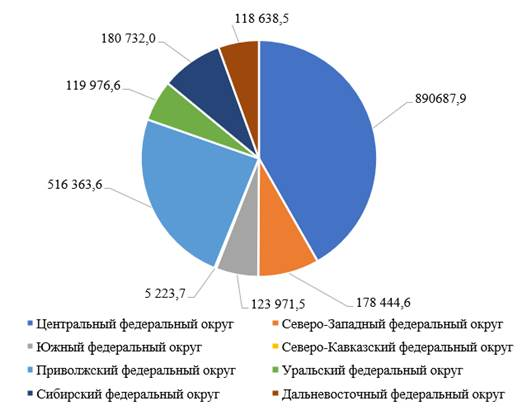 118 638,5
180 732,0
119 976,6
890687,9
516 363,6
5 223,7
123 971,5
178 444,6
Центральный федеральный округ
Северо-Западный федеральный округ
Южный федеральный округ
Северо-Кавказский федеральный округ
Приволжский федеральный округ
Уральский федеральный округ
Сибирский федеральный округ
Дальневосточный федеральный округ